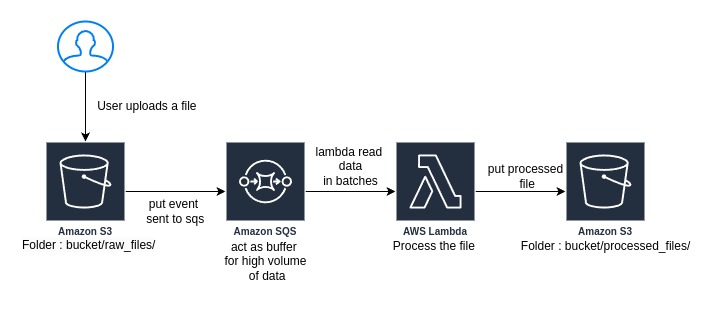 User uploads a file
lambda read
data
in batches
put processed
file
put event
sent to sqs
Amazon S3
Folder : bucket/raw_files/
Amazon SQS
act as buffer
for high volume
of data
AWS Lambda
Process the file
Amazon S3
Folder : bucket/processed_files/